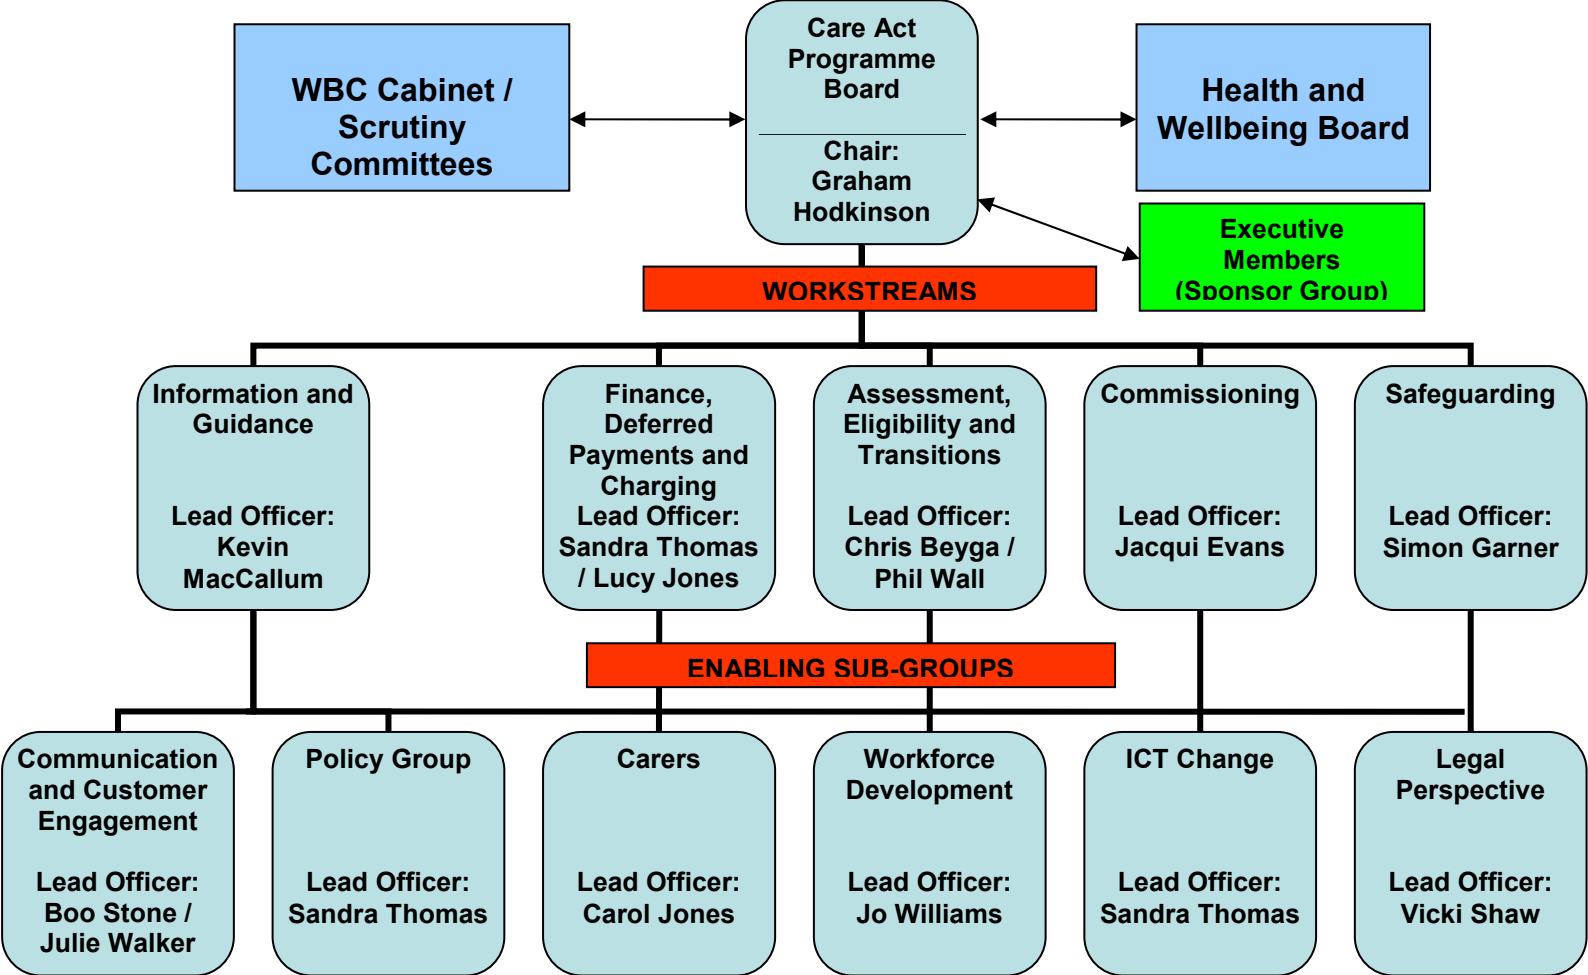 Care Act
Programme
Board
Chair:
Graham
Hodkinson
WBC Cabinet /
Scrutiny
Committees
Health and
Wellbeing Board
Executive
Members
(Sponsor Group)
WORKSTREAMS
Information and
Guidance
Lead Officer:
Kevin
MacCallum
Finance,
Deferred
Payments and
Charging
Lead Officer:
Sandra Thomas
/ Lucy Jones
Assessment,
Eligibility and
Transitions
Lead Officer:
Chris Beyga /
Phil Wall
Commissioning
Lead Officer:
Jacqui Evans
Safeguarding
Lead Officer:
Simon Garner
ENABLING SUB-GROUPS
Communication
and Customer
Engagement
Lead Officer:
Boo Stone /
Julie Walker
Policy Group
Lead Officer:
Sandra Thomas
Carers
Lead Officer:
Carol Jones
Workforce
Development
Lead Officer:
Jo Williams
ICT Change
Lead Officer:
Sandra Thomas
Legal
Perspective
Lead Officer:
Vicki Shaw